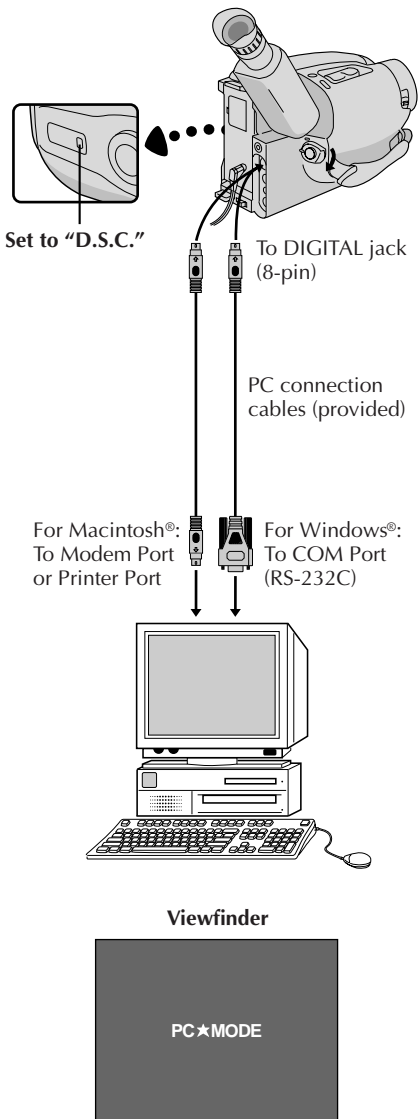 Set to “D.S.C.”
To DIGITAL jack
(8-pin)
PC connection
cables (provided)
For Macintosh®:
To Modem Port
or Printer Port
For Windows®:
To COM Port
(RS-232C)
Viewfinder
PC★MODE